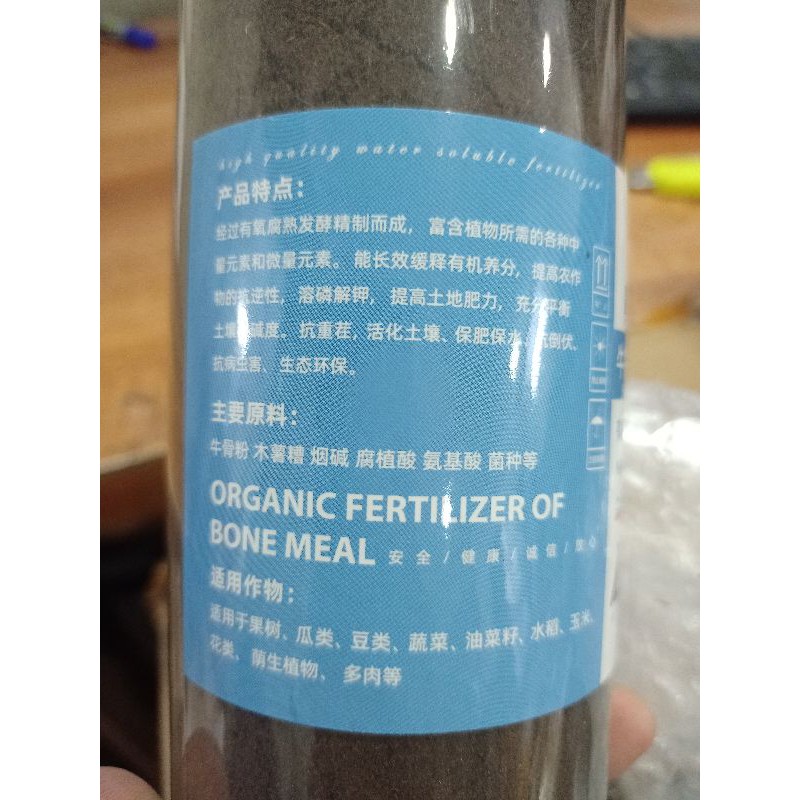 high quality water soluble fertilizer
产品特点：
经过有氧腐熟发酵精制而成，富含植物所需的各种中
量元素和微量元素。能长效缓释有机养分，提高农作
物的抗逆性，溶磷解钾，提高土地肥力，充分平衡
土壤 碱度。抗重茬，活化土壤、保肥保水、抗倒伏、
抗病虫害、生态环保。
主要原料：
牛骨粉 木薯糟 烟碱 腐植酸 氨基酸 菌种等
ORGANIC FERTILIZER OF
BONE MEAL 安全/健康/诚信/ 心
适用作物；
适用于果树、瓜类、豆类、蔬菜、油菜籽、水稻、玉米、
花类、荫生植物、多肉等